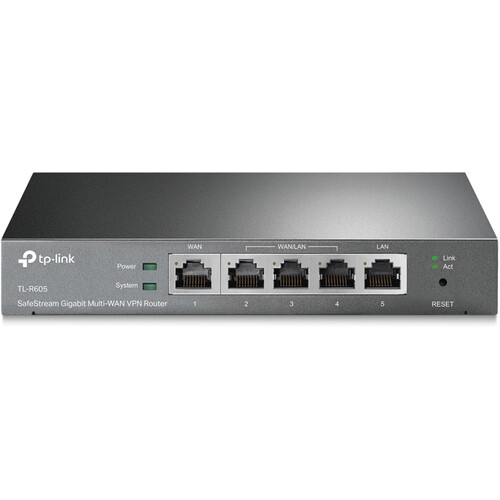 tp-link
TL-R605
SafeStream Gigabit Multi-WAN VPN Router
Power
System
WAN
WAN/LAN
LAN
1
2
3
4
5
Link
Act
RESET